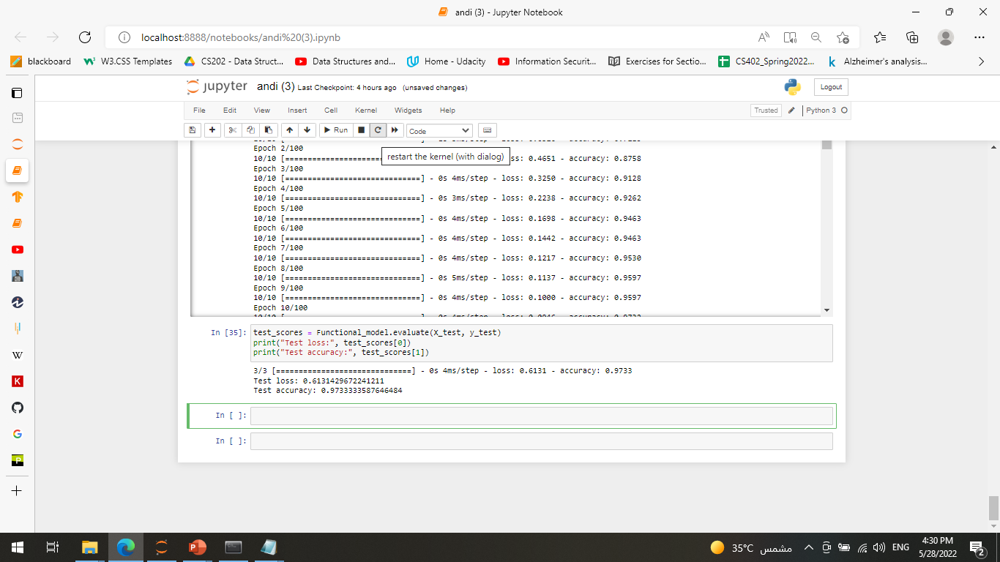 andi (3) - Jupyter Notebook
localhost:8888/notebooks/andi%20(3).ipynb
blackboard
W3.CSS Templates
CS202 - Data Struct...
Data Structures and...
Home - Udacity
Information Securit...
Exercises for Sectio...
CS402_Spring2022...
Alzheimer's analysis...
jupyter andi (3) Last Checkpoint: 4 hours ago (unsaved changes)
Logout
File Edit View Insert Cell Kernel Widgets Help
Trusted Python 3
Run Code
Epoch 2/100
restart the kernel (with dialog)
10/10 [====================== ss: 0.4651 - accuracy: 0.8758
Epoch 3/100
10/10 [==============================] - 0s 4ms/step - loss: 0.3250 - accuracy: 0.9128
Epoch 4/100
10/10 [==============================] - 0s 3ms/step - loss: 0.2238 - accuracy: 0.9262
Epoch 5/100
10/10 [==============================] - 0s 4ms/step - loss: 0.1698 - accuracy: 0.9463
Epoch 6/100
10/10 [==============================] - 0s 4ms/step - loss: 0.1442 - accuracy: 0.9463
Epoch 7/100
10/10 [==============================] - 0s 4ms/step - loss: 0.1217 - accuracy: 0.9530
Epoch 8/100
10/10 [==============================] - 0s 5ms/step - loss: 0.1137 - accuracy: 0.9597
Epoch 9/100
10/10 [==============================] - 0s 4ms/step - loss: 0.1000 - accuracy: 0.9597
Epoch 10/100
In [35]: test_scores = Functional_model.evaluate(X_test, y_test)
print("Test loss:", test_scores[0])
print("Test accuracy:", test_scores[1])
3/3 [==============================] - 0s 4ms/step - loss: 0.6131 - accuracy: 0.9733
Test loss: 0.6131429672241211
Test accuracy: 0.9733333587646484
In [ ]:
In [ ]:
35°C مشمس
ENG
4:30 PM
5/28/2022
2